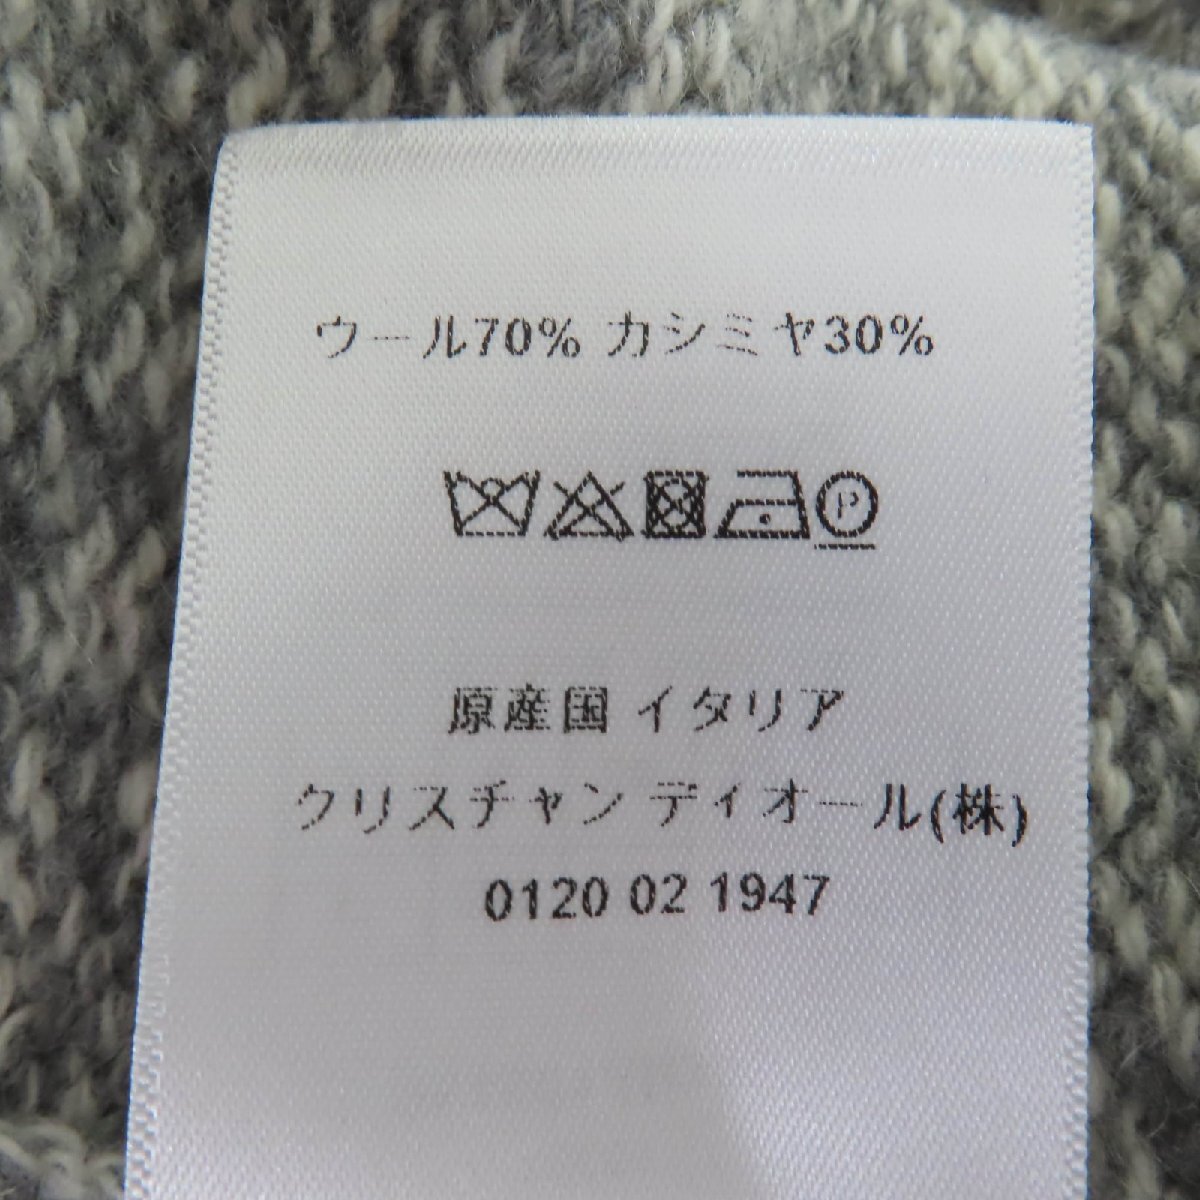 ウール70% カシミヤ30%
P
原産国 イタリア
クリスチャン ディオール(株)
0120 02 1947